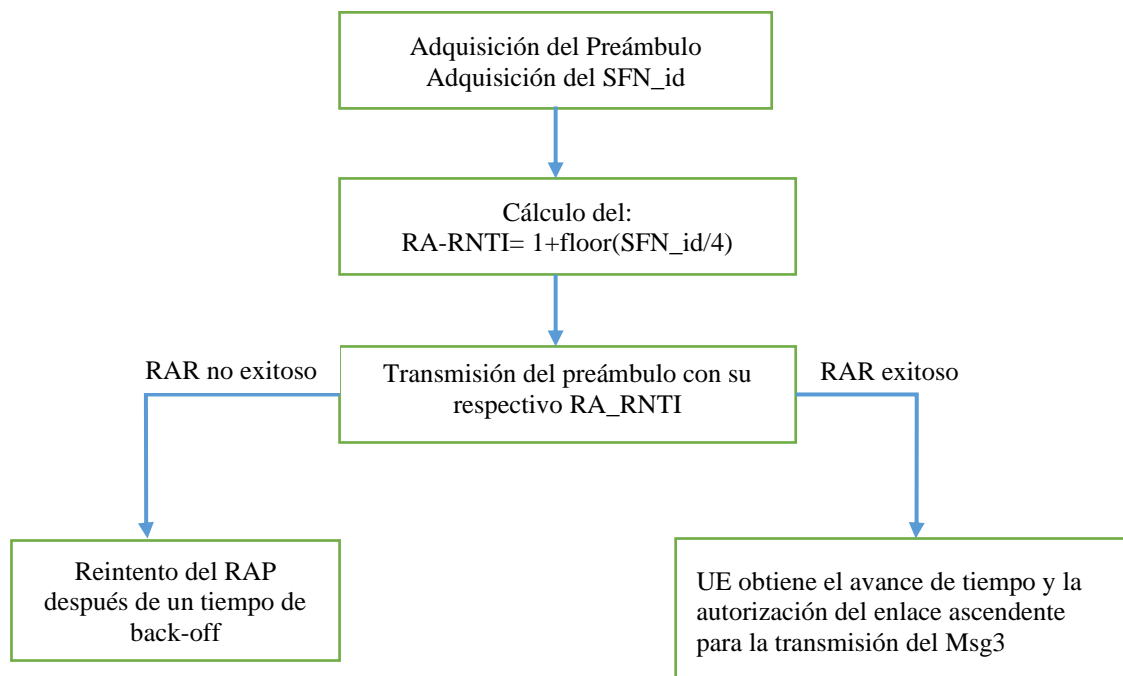 Adquisición del Preámbulo
Adquisición del SFN_id
Cálculo del:
RA-RNTI= 1+floor(SFN_id/4)
RAR no exitoso
Transmisión del preámbulo con su
respectivo RA_RNTI
RAR exitoso
Reintento del RAP
después de un tiempo de
back-off
UE obtiene el avance de tiempo y la
autorización del enlace ascendente
para la transmisión del Msg3